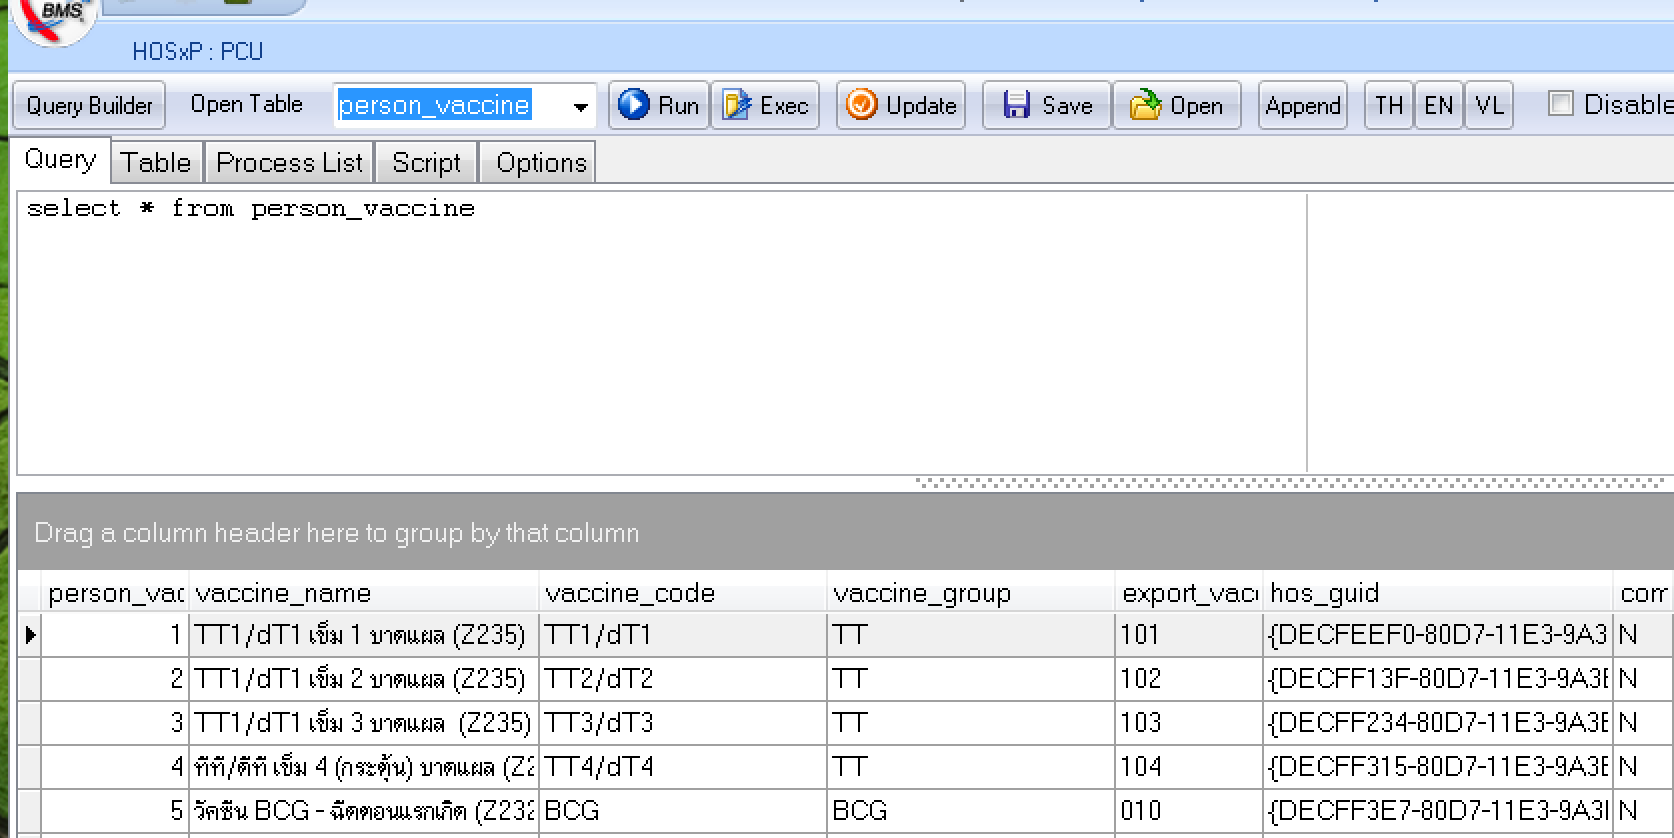 BMS
HOSxP : PCU
Query Builder Open Table person_vaccine Run Exec Update Save Open Append TH EN VL Disable
Query Table Process List Script Options
select * from person_vaccine
Drag a column header here to group by that column
person_vac vaccine_name vaccine_code vaccine_group export_vacci hos_guid com
1 TT1/dT1 เข็ม 1 บาดแผล (Z235) TT1/dT1 TT 101 {DECFEEF0-80D7-11E3-9A3 N
2 TT1/dT1 เข็ม 2 บาดแผล (Z235) TT2/dT2 TT 102 {DECFF13F-80D7-11E3-9A3E N
3 TT1/dT1 เข็ม 3 บาดแผล (Z235) TT3/dT3 TT 103 {DECFF234-80D7-11E3-9A3E N
4 ทีที/ดีที เข็ม 4 (กระตุ้น) บาดแผล (Z2 TT4/dT4 TT 104 {DECFF315-80D7-11E3-9A3E N
5 วัคซีน BCG - ฉีดตอนแรกเกิด (Z232 BCG BCG 010 {DECFF3E7-80D7-11E3-9A3 N